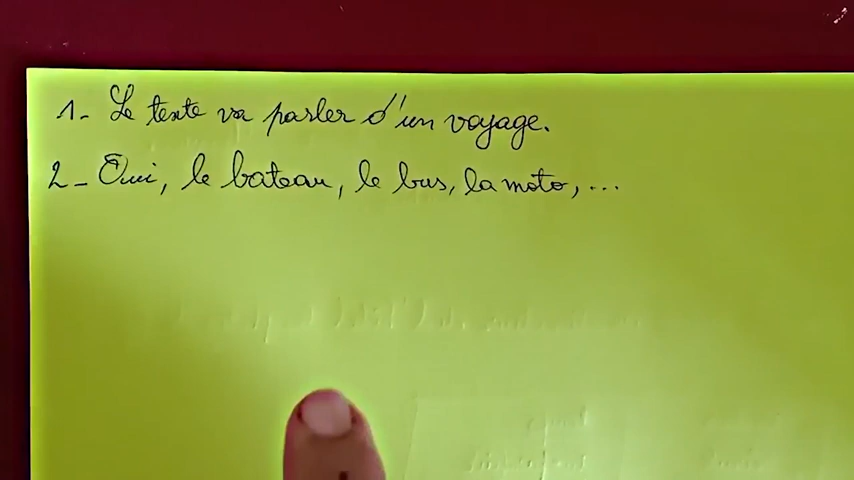 1- Le texte va parler d'un voyage.
2- Oui, le bateau, le bus, la moto, ...